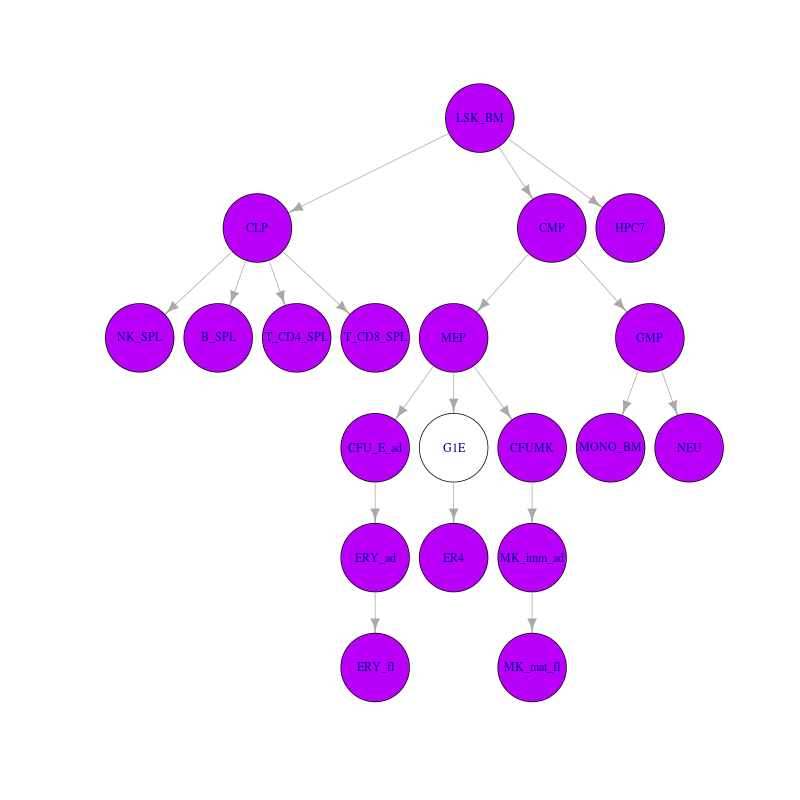 LSK_BM
CLP
CMP
HPC7
NK_SPL
B_SPL
T_CD4_SPL
T_CD8_SPL
MEP
GMP
CFU_E_ad
G1E
CFUMK
MONO_BM
NEU
ERY_ad
ER4
MK_imm_ad
ERY_fl
MK_mat_fl